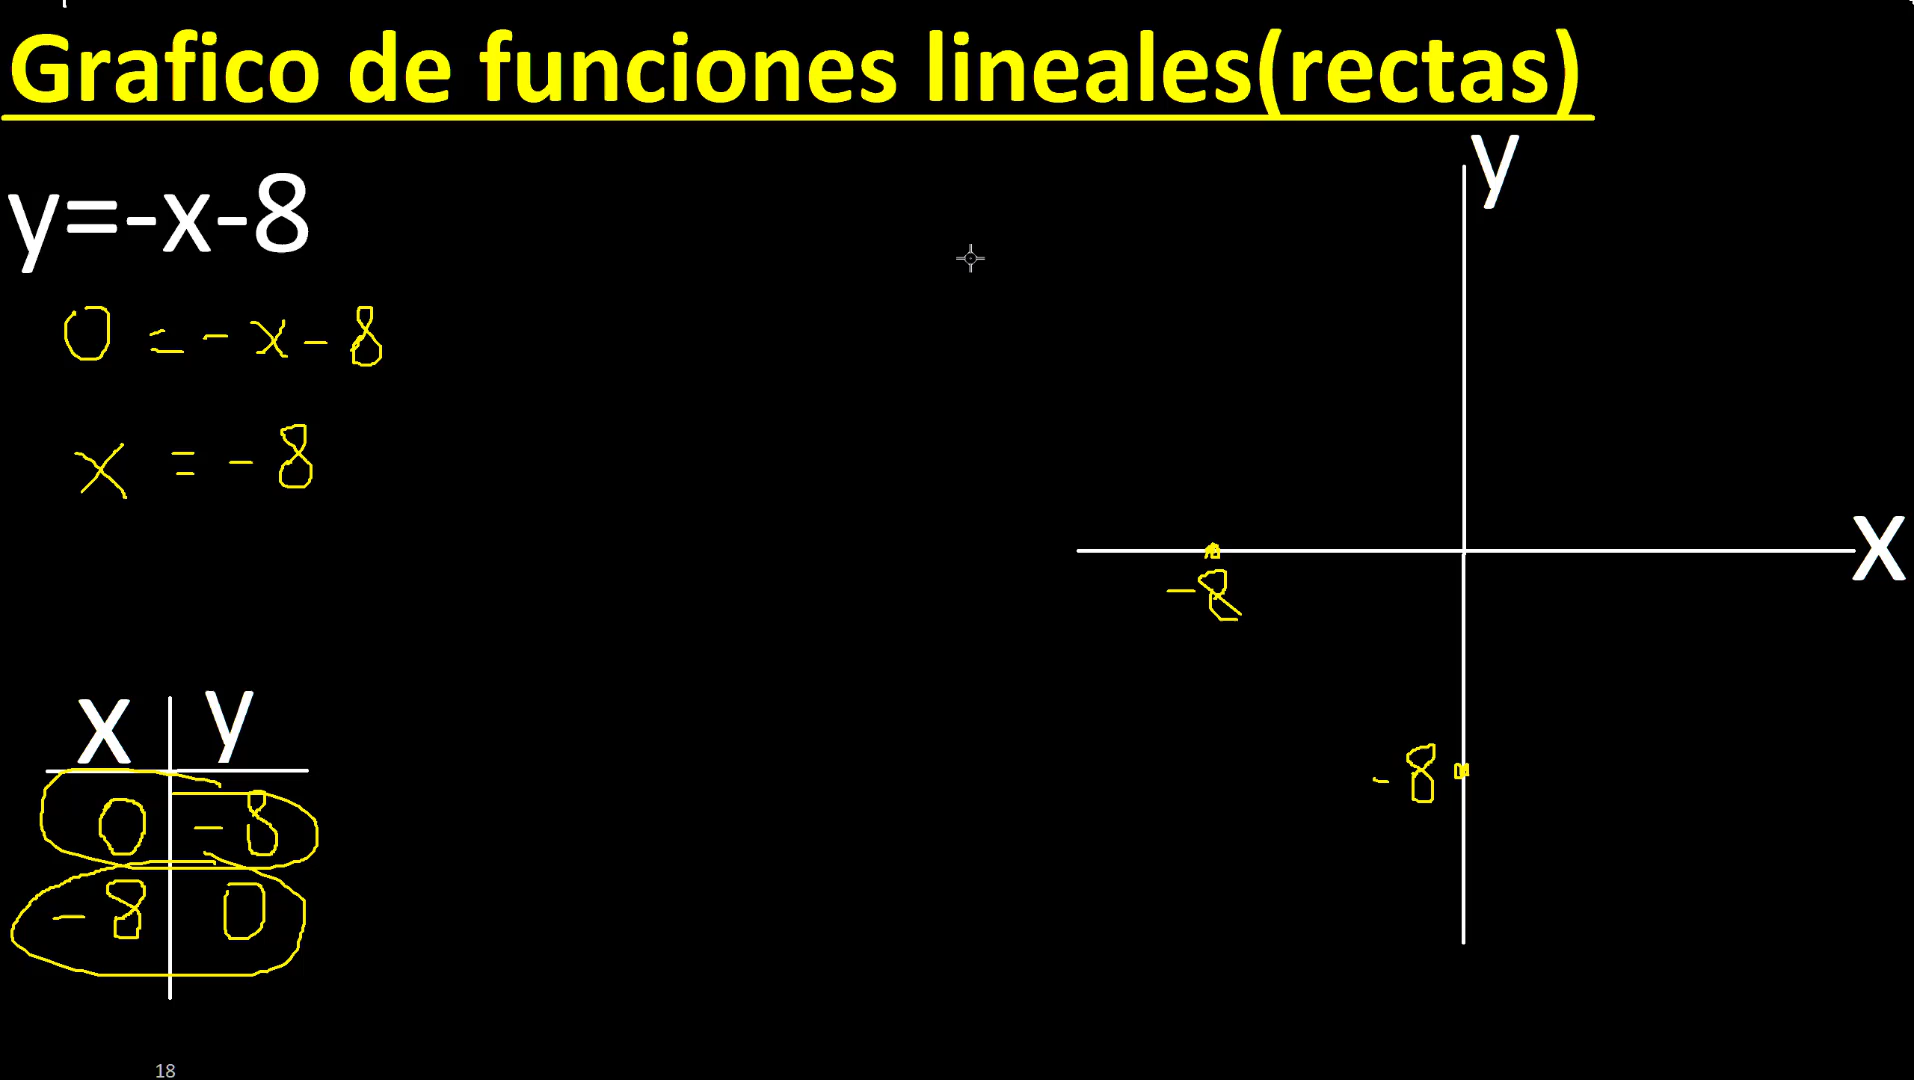 Grafico de funciones lineales(rectas)
y=-x-8
0 = - x - 8
x = - 8
x y
0 - 8
- 8 0
y
x
- 8
- 8
18